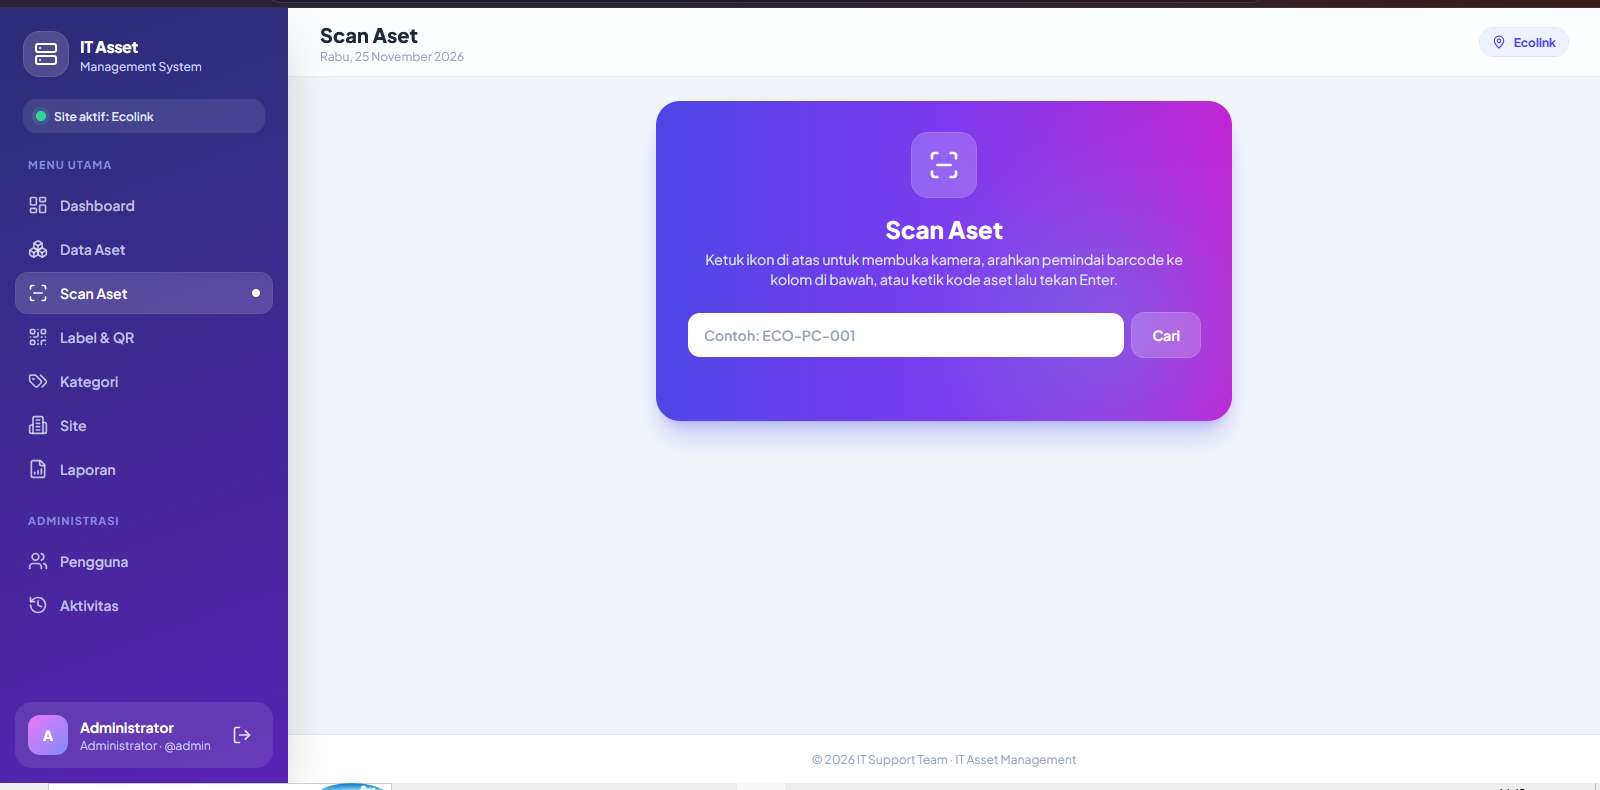 IT Asset
Management System
Site aktif: Ecolink
MENU UTAMA
Dashboard
Data Aset
Scan Aset
Label & QR
Kategori
Site
Laporan
ADMINISTRASI
Pengguna
Aktivitas
A
Administrator
Administrator · @admin
Scan Aset
Rabu, 25 November 2026
Ecolink
Scan Aset
Ketuk ikon di atas untuk membuka kamera, arahkan pemindai barcode ke
kolom di bawah, atau ketik kode aset lalu tekan Enter.
Contoh: ECO-PC-001
Cari
© 2026 IT Support Team · IT Asset Management